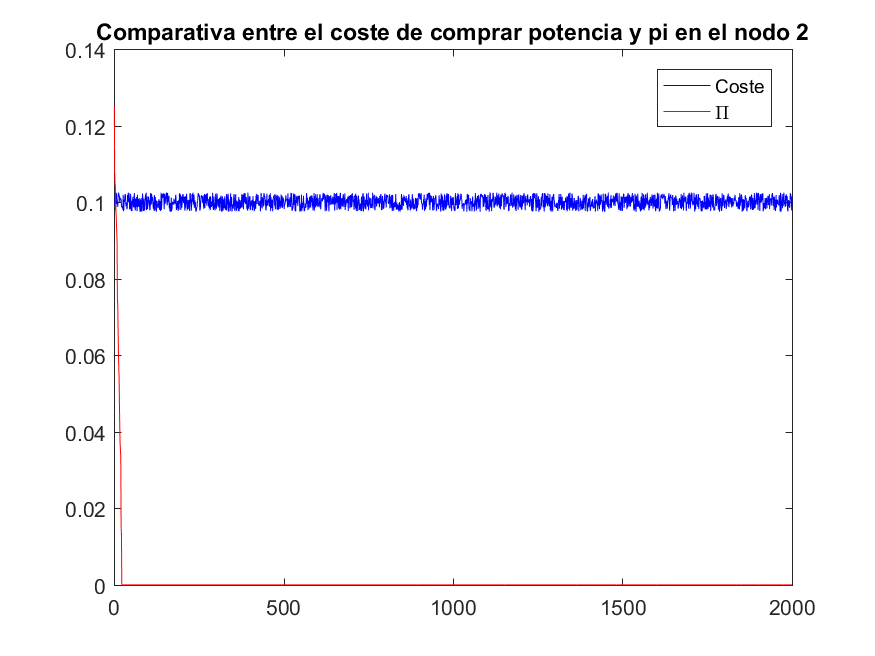 Comparativa entre el coste de comprar potencia y pi en el nodo 2
0.14
0.12
0.1
0.08
0.06
0.04
0.02
0
Coste
Π
0 500 1000 1500 2000